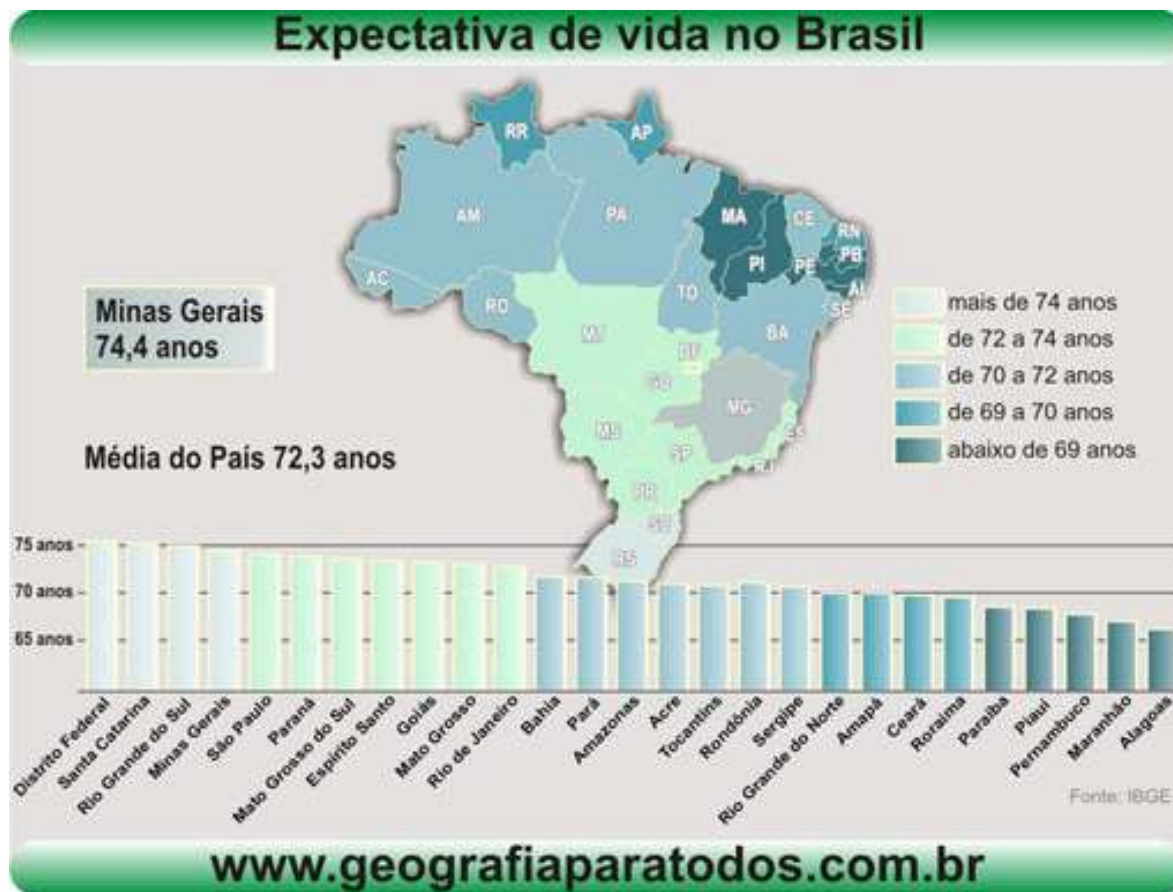 Expectativa de vida no Brasil
RR
AP
AM
PA
MA
CE
RN
PB
PI
PE
AC
AL
TO
SE
RO
BA
Minas Gerais
74,4 anos
mais de 74 anos
MT
DF
de 72 a 74 anos
GO
de 70 a 72 anos
MG
de 69 a 70 anos
MS
ES
SP
abaixo de 69 anos
RJ
Média do País 72,3 anos
PR
SC
RS
75 anos
70 anos
65 anos
Distrito Federal
Santa Catarina
Rio Grande do Sul
Minas Gerais
São Paulo
Paraná
Mato Grosso do Sul
Espírito Santo
Goiás
Mato Grosso
Rio de Janeiro
Bahia
Pará
Amazonas
Acre
Tocantins
Rondônia
Sergipe
Rio Grande do Norte
Amapá
Ceará
Roraima
Paraíba
Piauí
Pernambuco
Maranhão
Alagoas
Fonte: IBGE
www.geografiaparatodos.com.br